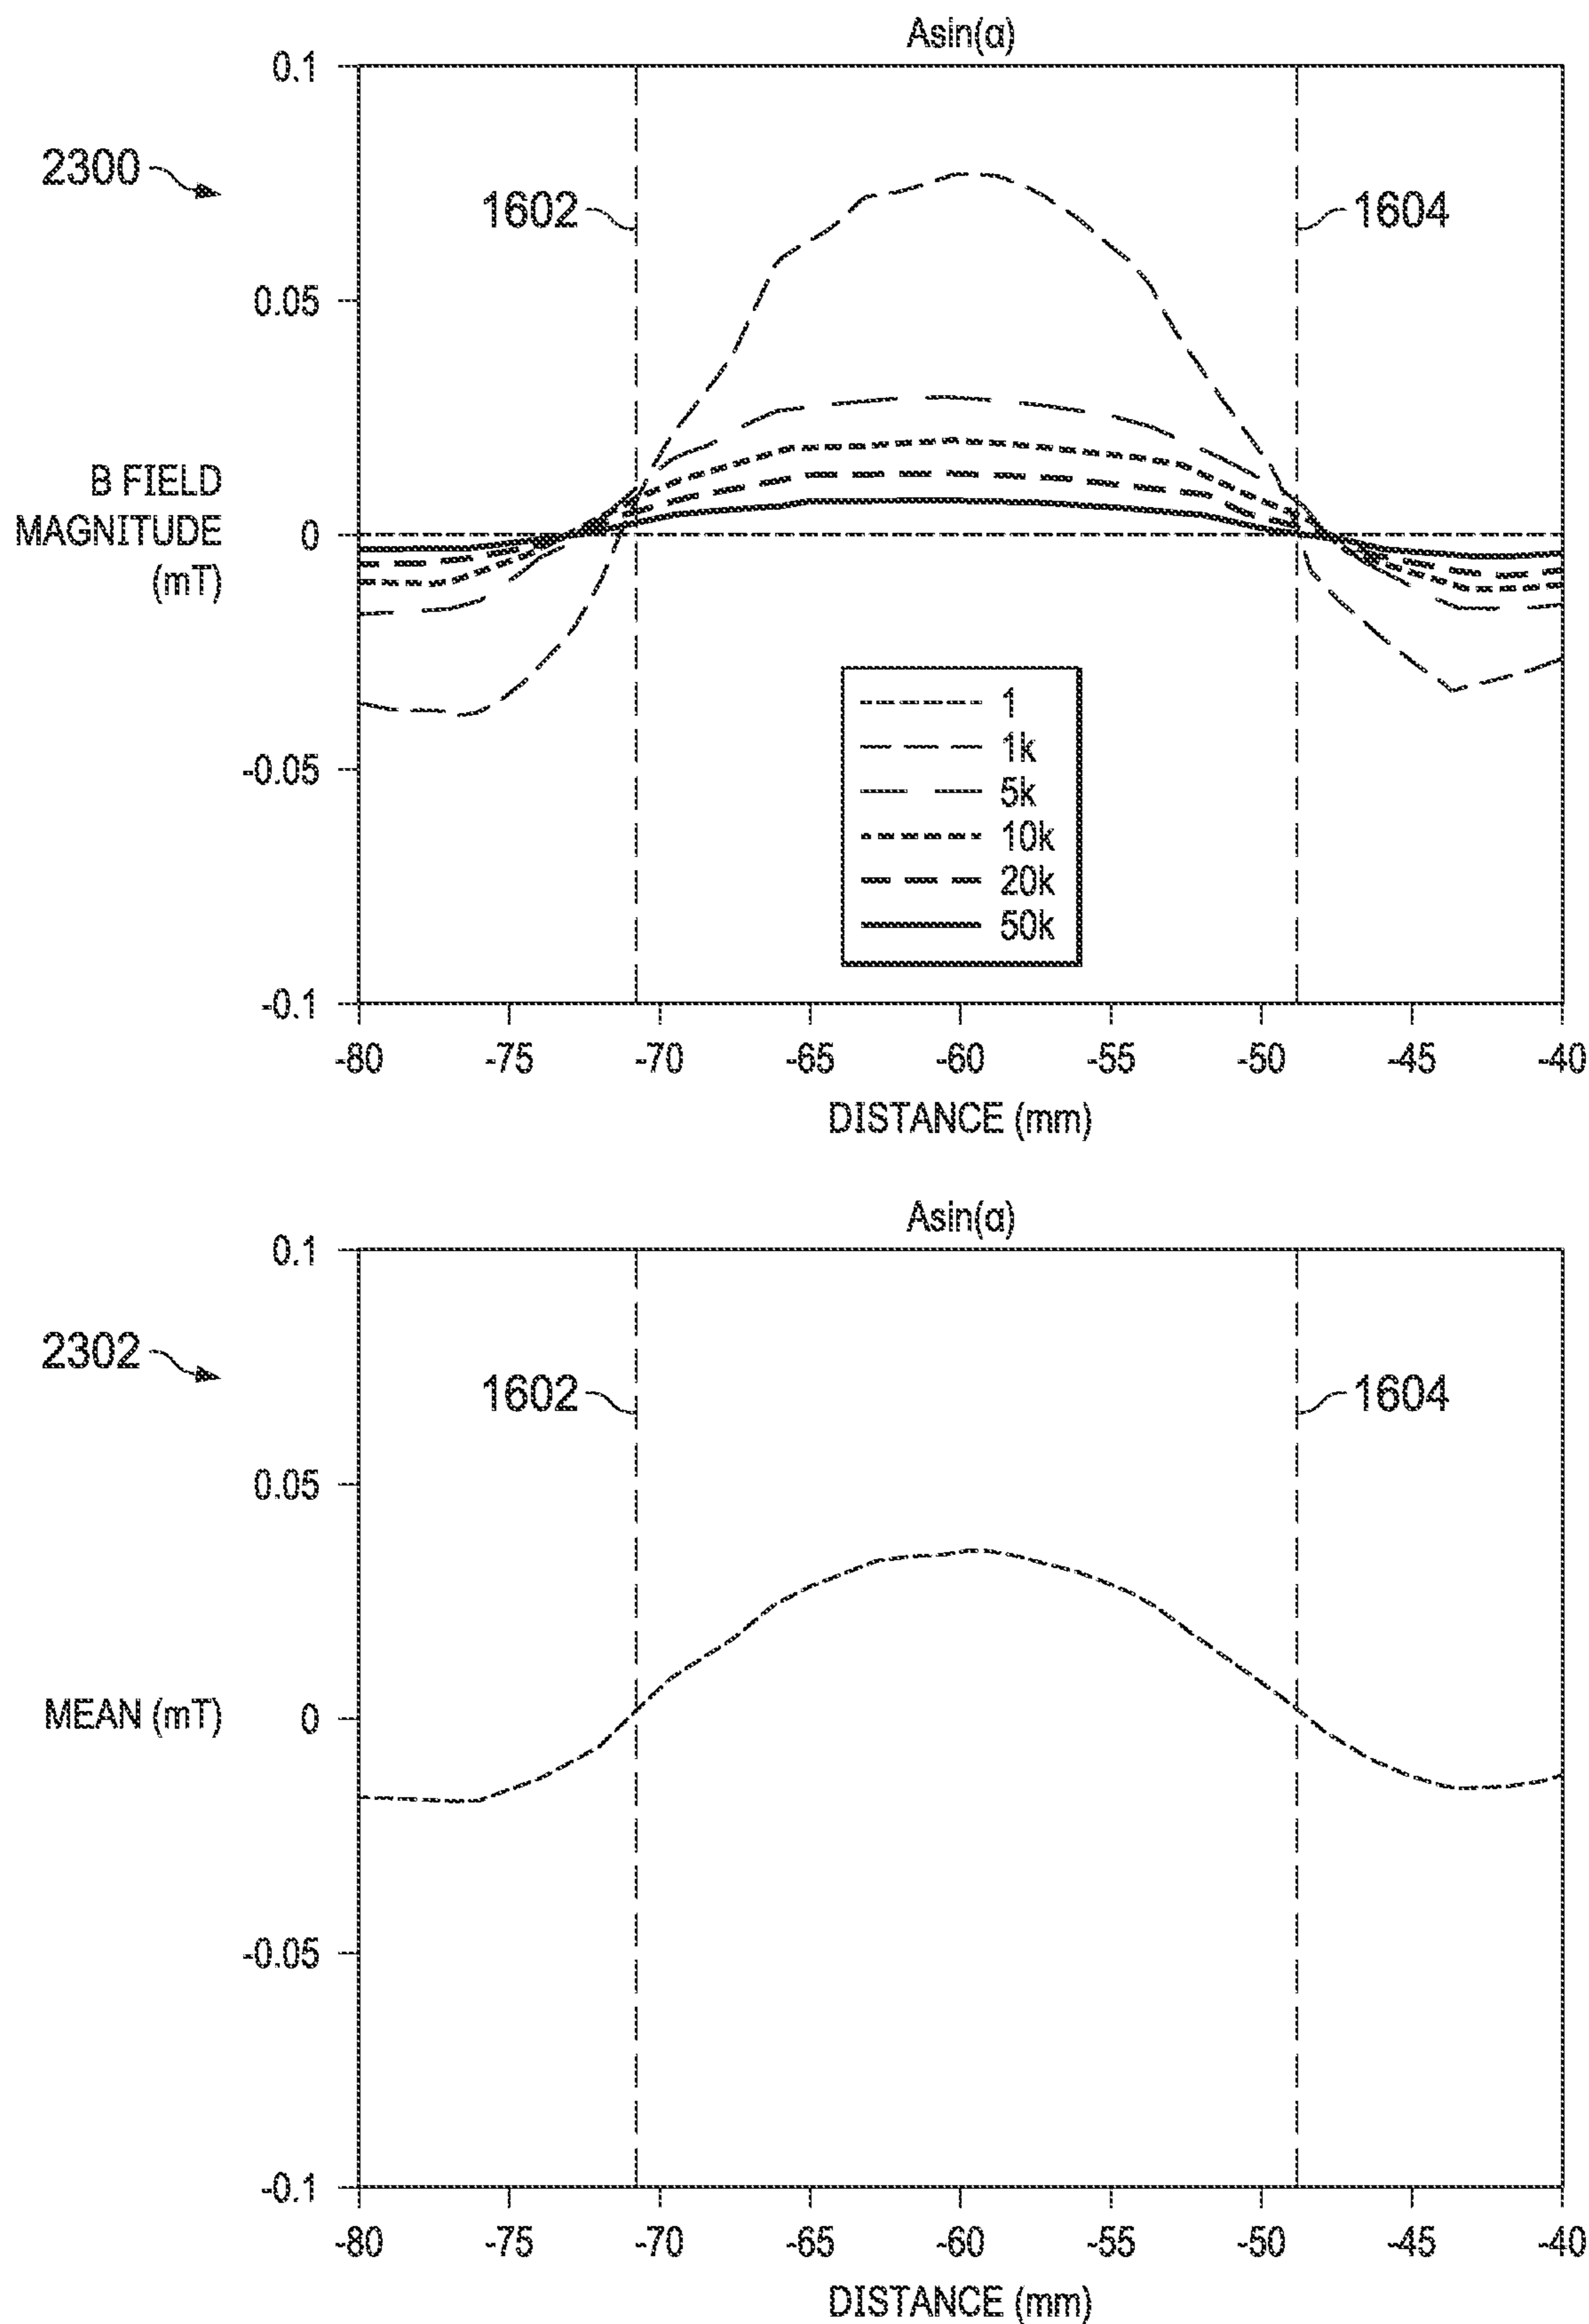 Asin(α)
0.1
2300
1602
1604
0.05
B FIELD
MAGNITUDE
(mT)
0
1
1k
5k
10k
20k
50k
-0.05
-0.1
-80 -75 -70 -65 -60 -55 -50 -45 -40
DISTANCE (mm)
Asin(α)
0.1
2302
1602
1604
0.05
MEAN (mT)
0
-0.05
-0.1
-80 -75 -70 -65 -60 -55 -50 -45 -40
DISTANCE (mm)